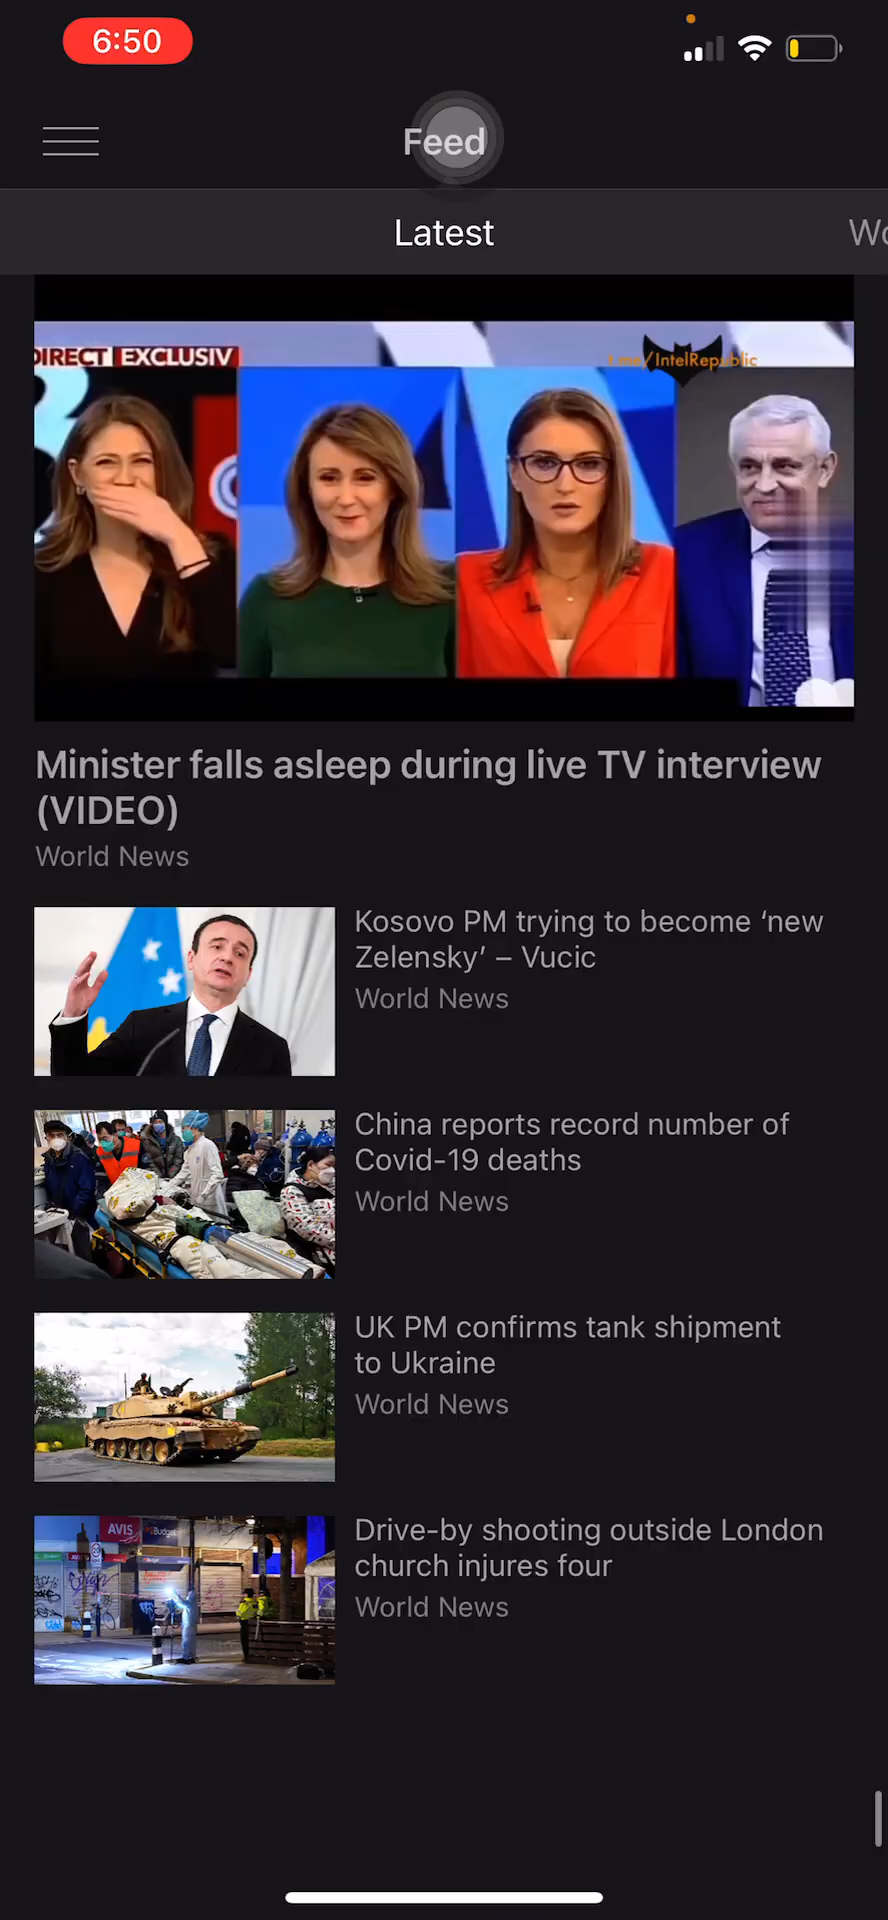 6:50
Feed
Latest
Wo
DIRECT EXCLUSIV
t.me/IntelRepublic
Minister falls asleep during live TV interview
(VIDEO)
World News
Kosovo PM trying to become ‘new
Zelensky’ – Vucic
World News
China reports record number of
Covid-19 deaths
World News
UK PM confirms tank shipment
to Ukraine
World News
AVIS
Budget
Drive-by shooting outside London
church injures four
World News